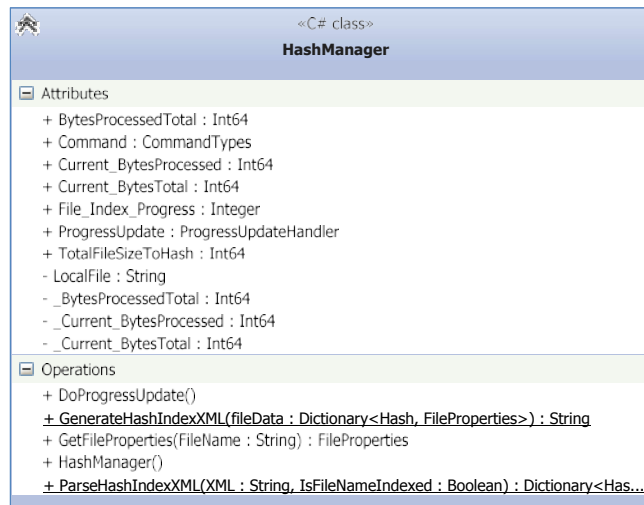 «C# class»
HashManager
Attributes
+ BytesProcessedTotal : Int64
+ Command : CommandTypes
+ Current_BytesProcessed : Int64
+ Current_BytesTotal : Int64
+ File_Index_Progress : Integer
+ ProgressUpdate : ProgressUpdateHandler
+ TotalFileSizeToHash : Int64
- LocalFile : String
- _BytesProcessedTotal : Int64
- _Current_BytesProcessed : Int64
- _Current_BytesTotal : Int64
Operations
+ DoProgressUpdate()
+ GenerateHashIndexXML(fileData : Dictionary<Hash, FileProperties>) : String
+ GetFileProperties(FileName : String) : FileProperties
+ HashManager()
+ ParseHashIndexXML(XML : String, IsFileNameIndexed : Boolean) : Dictionary<Has...